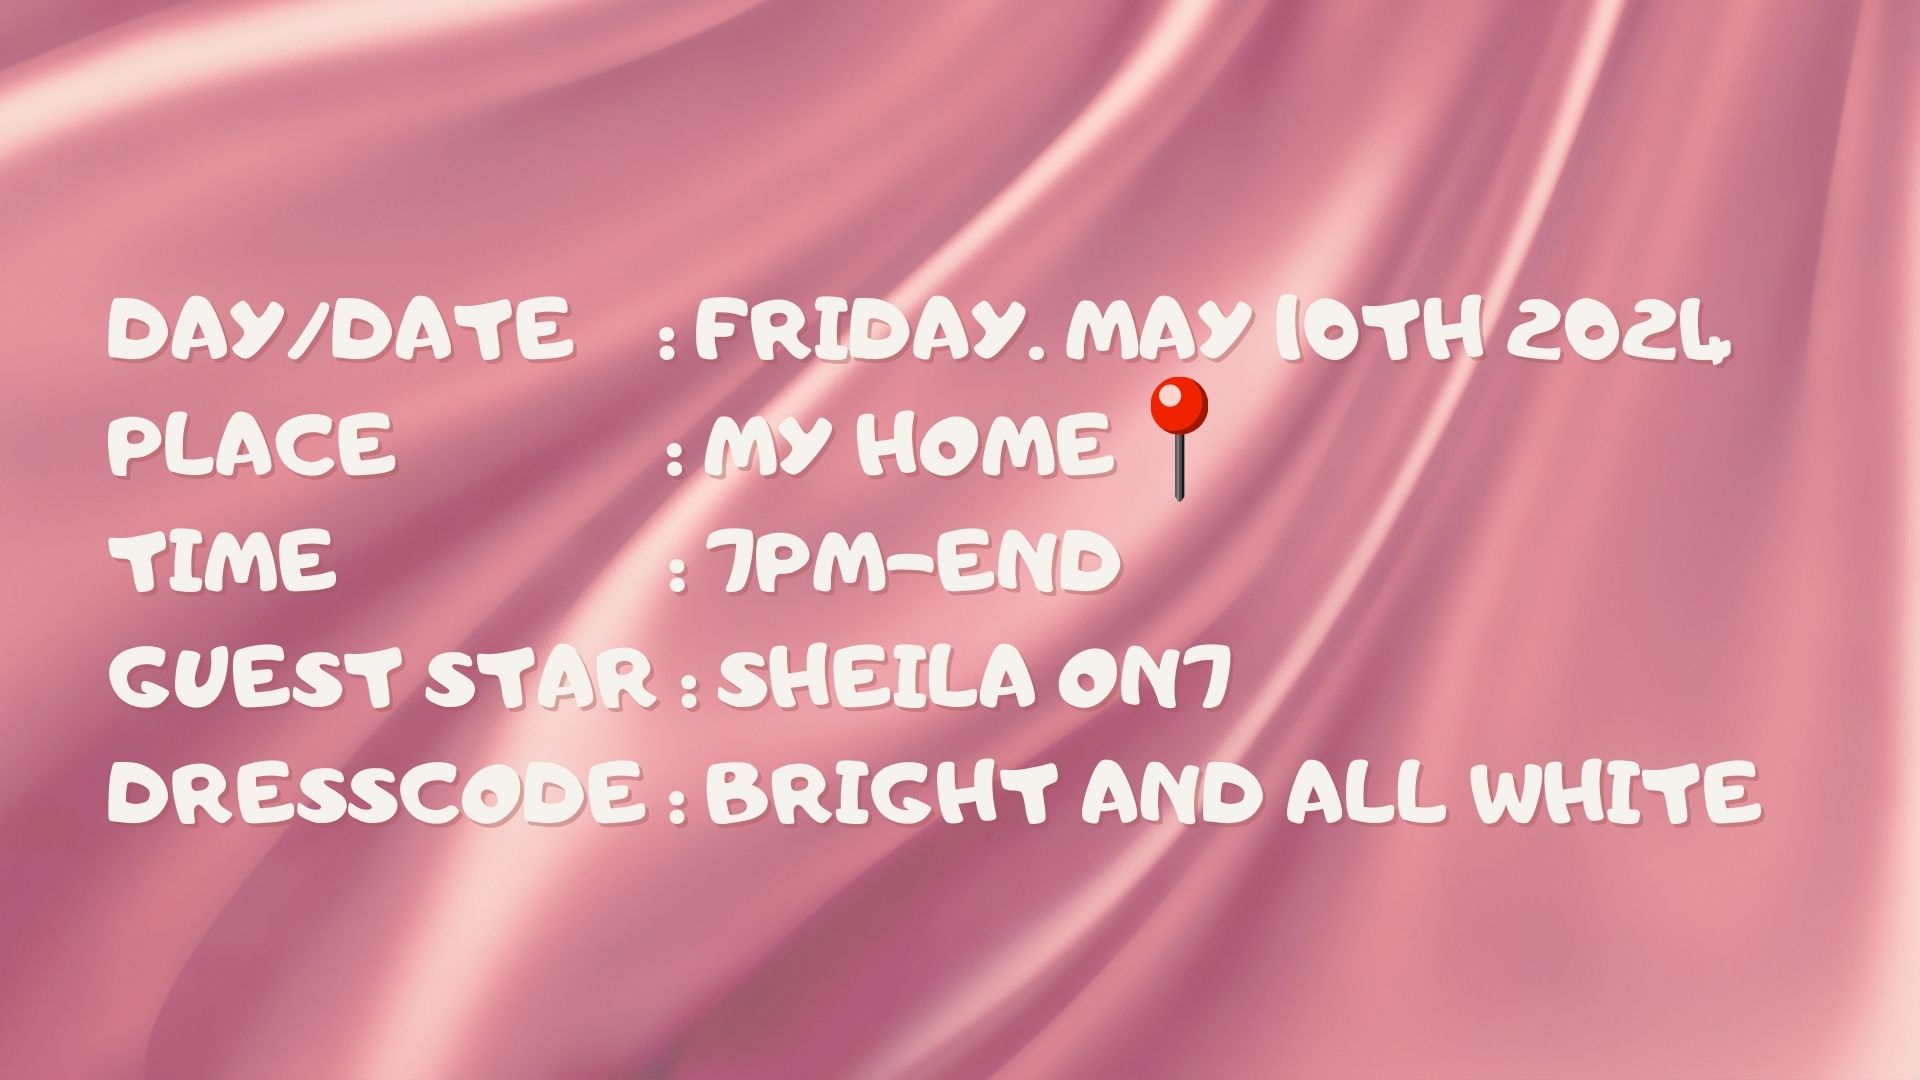 DAY/DATE : FRIDAY. MAY 10TH 2024
PLACE : MY HOME 📍
TIME : 7PM-END
GUEST STAR : SHEILA ON7
DRESSCODE : BRIGHT AND ALL WHITE